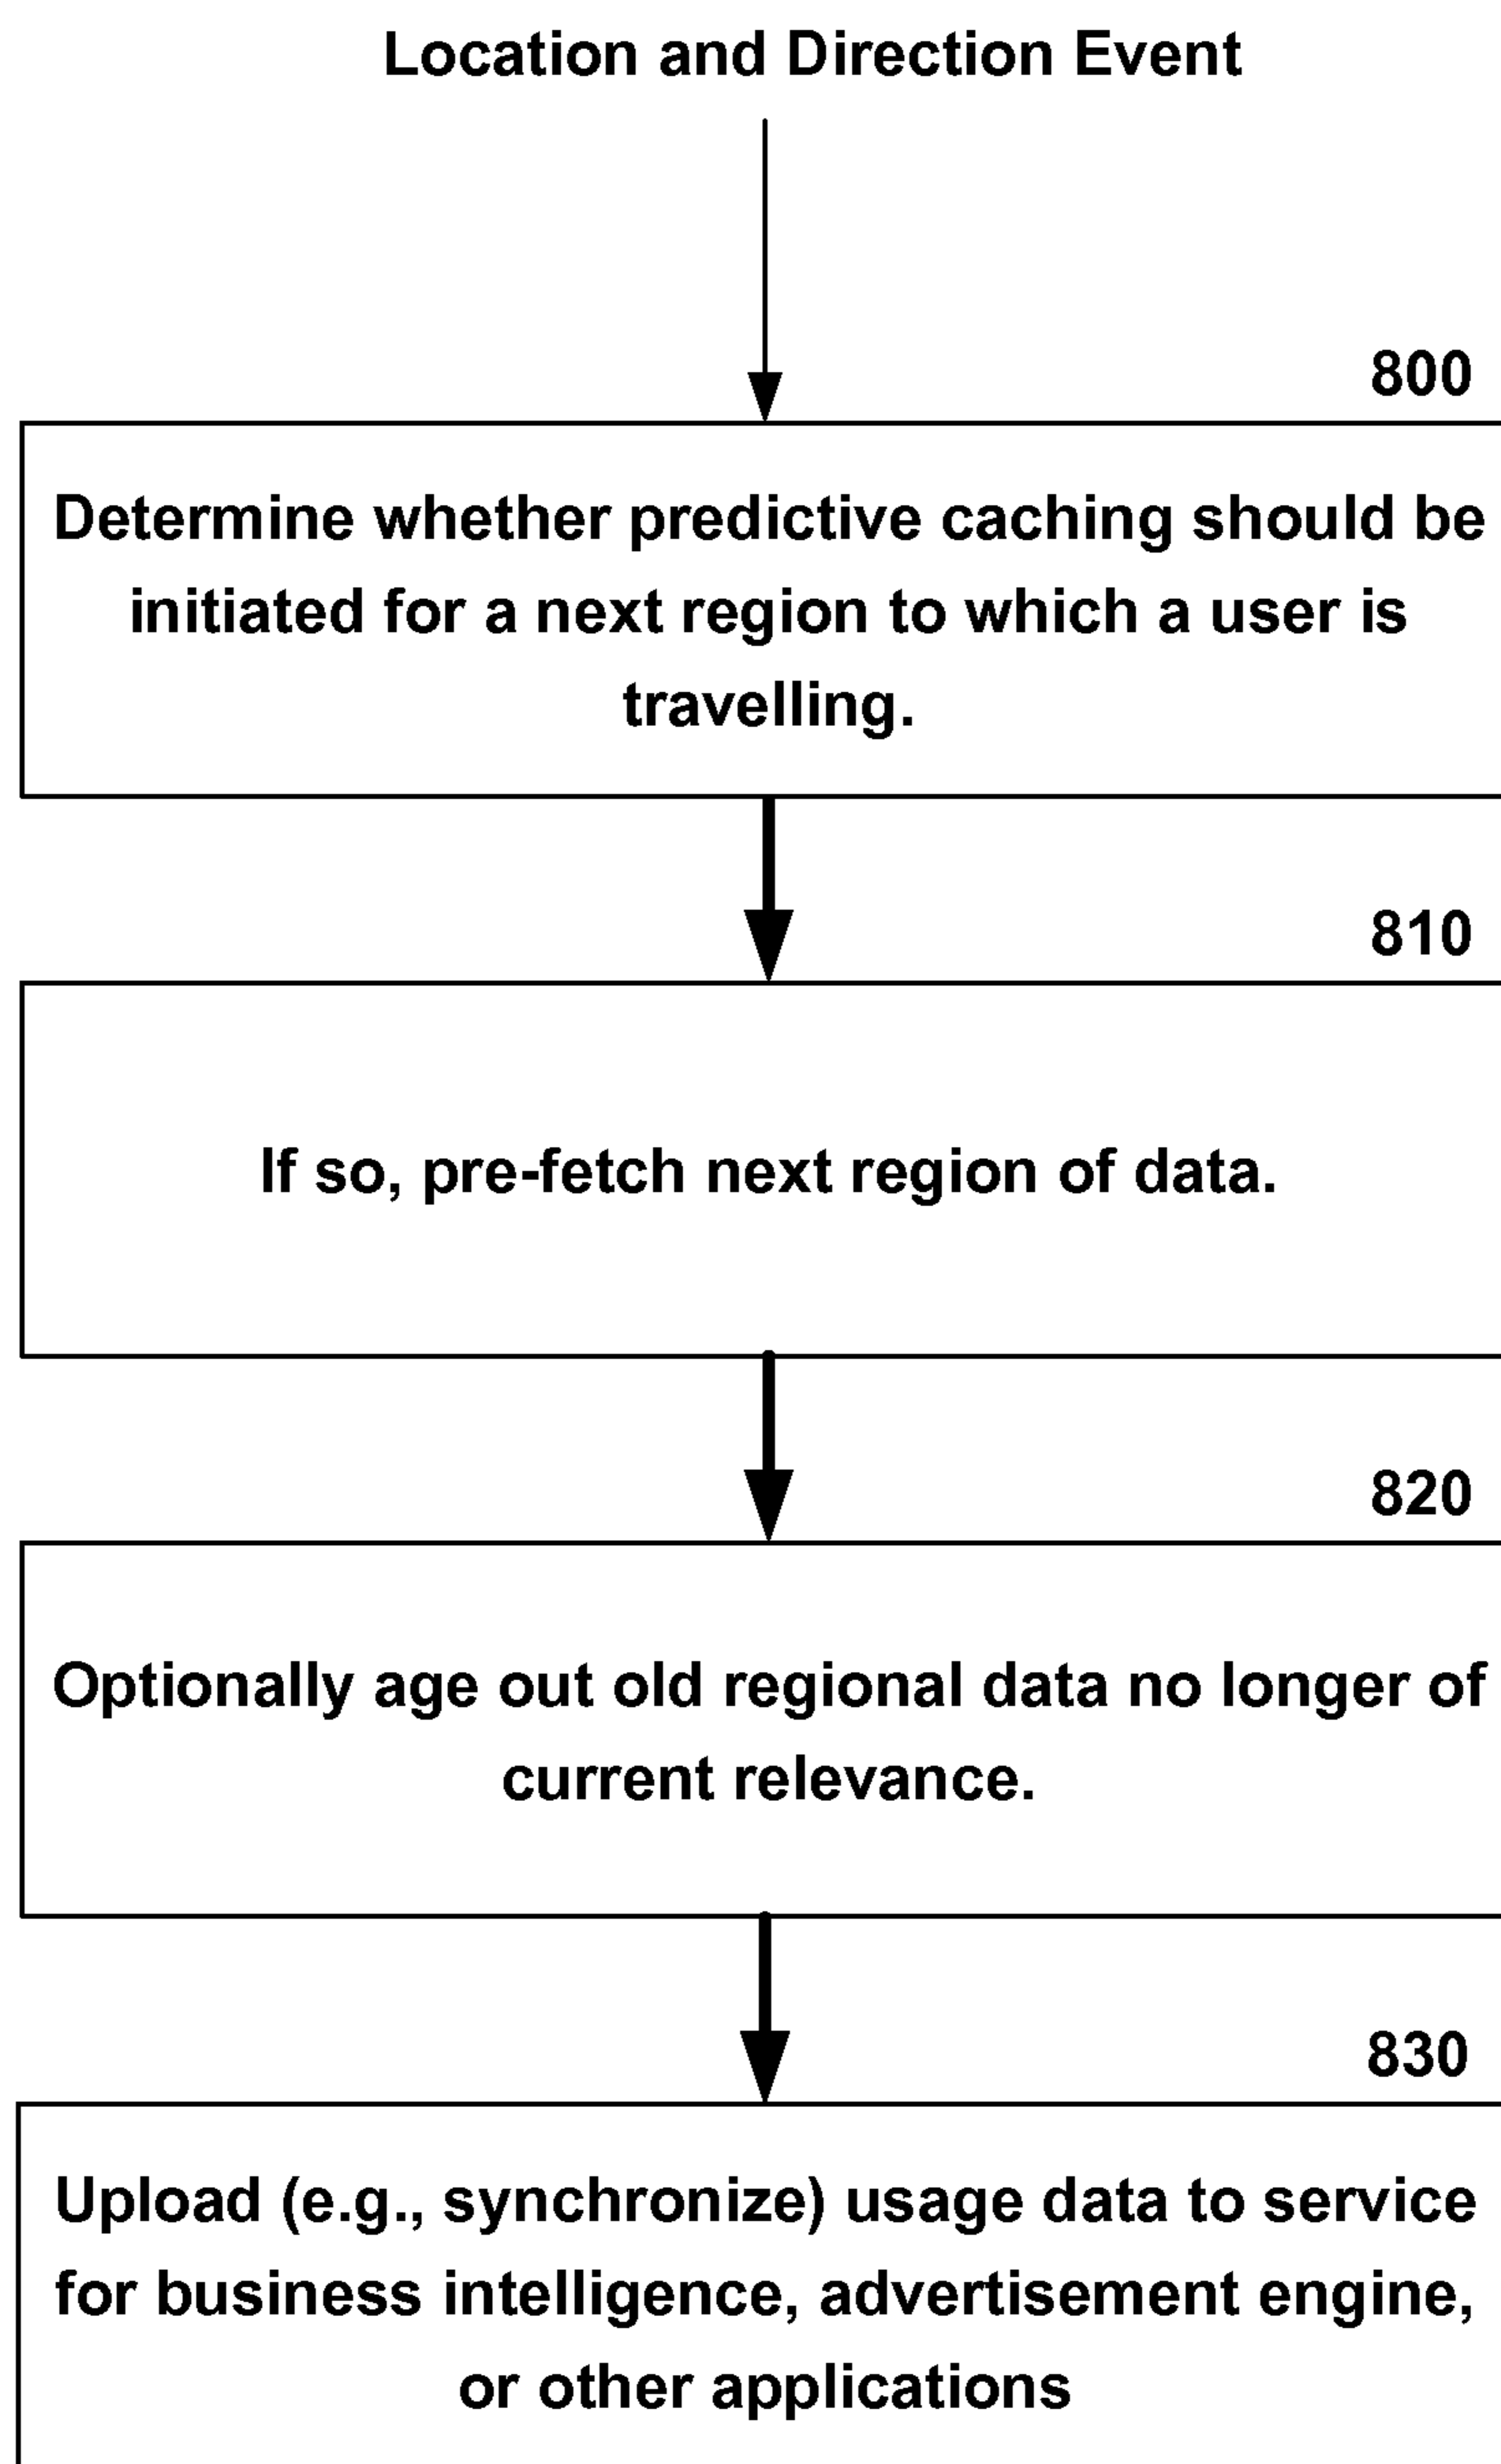 Location and Direction Event
800
Determine whether predictive caching should be
initiated for a next region to which a user is
travelling.
810
If so, pre-fetch next region of data.
820
Optionally age out old regional data no longer of
current relevance.
830
Upload (e.g., synchronize) usage data to service
for business intelligence, advertisement engine,
or other applications